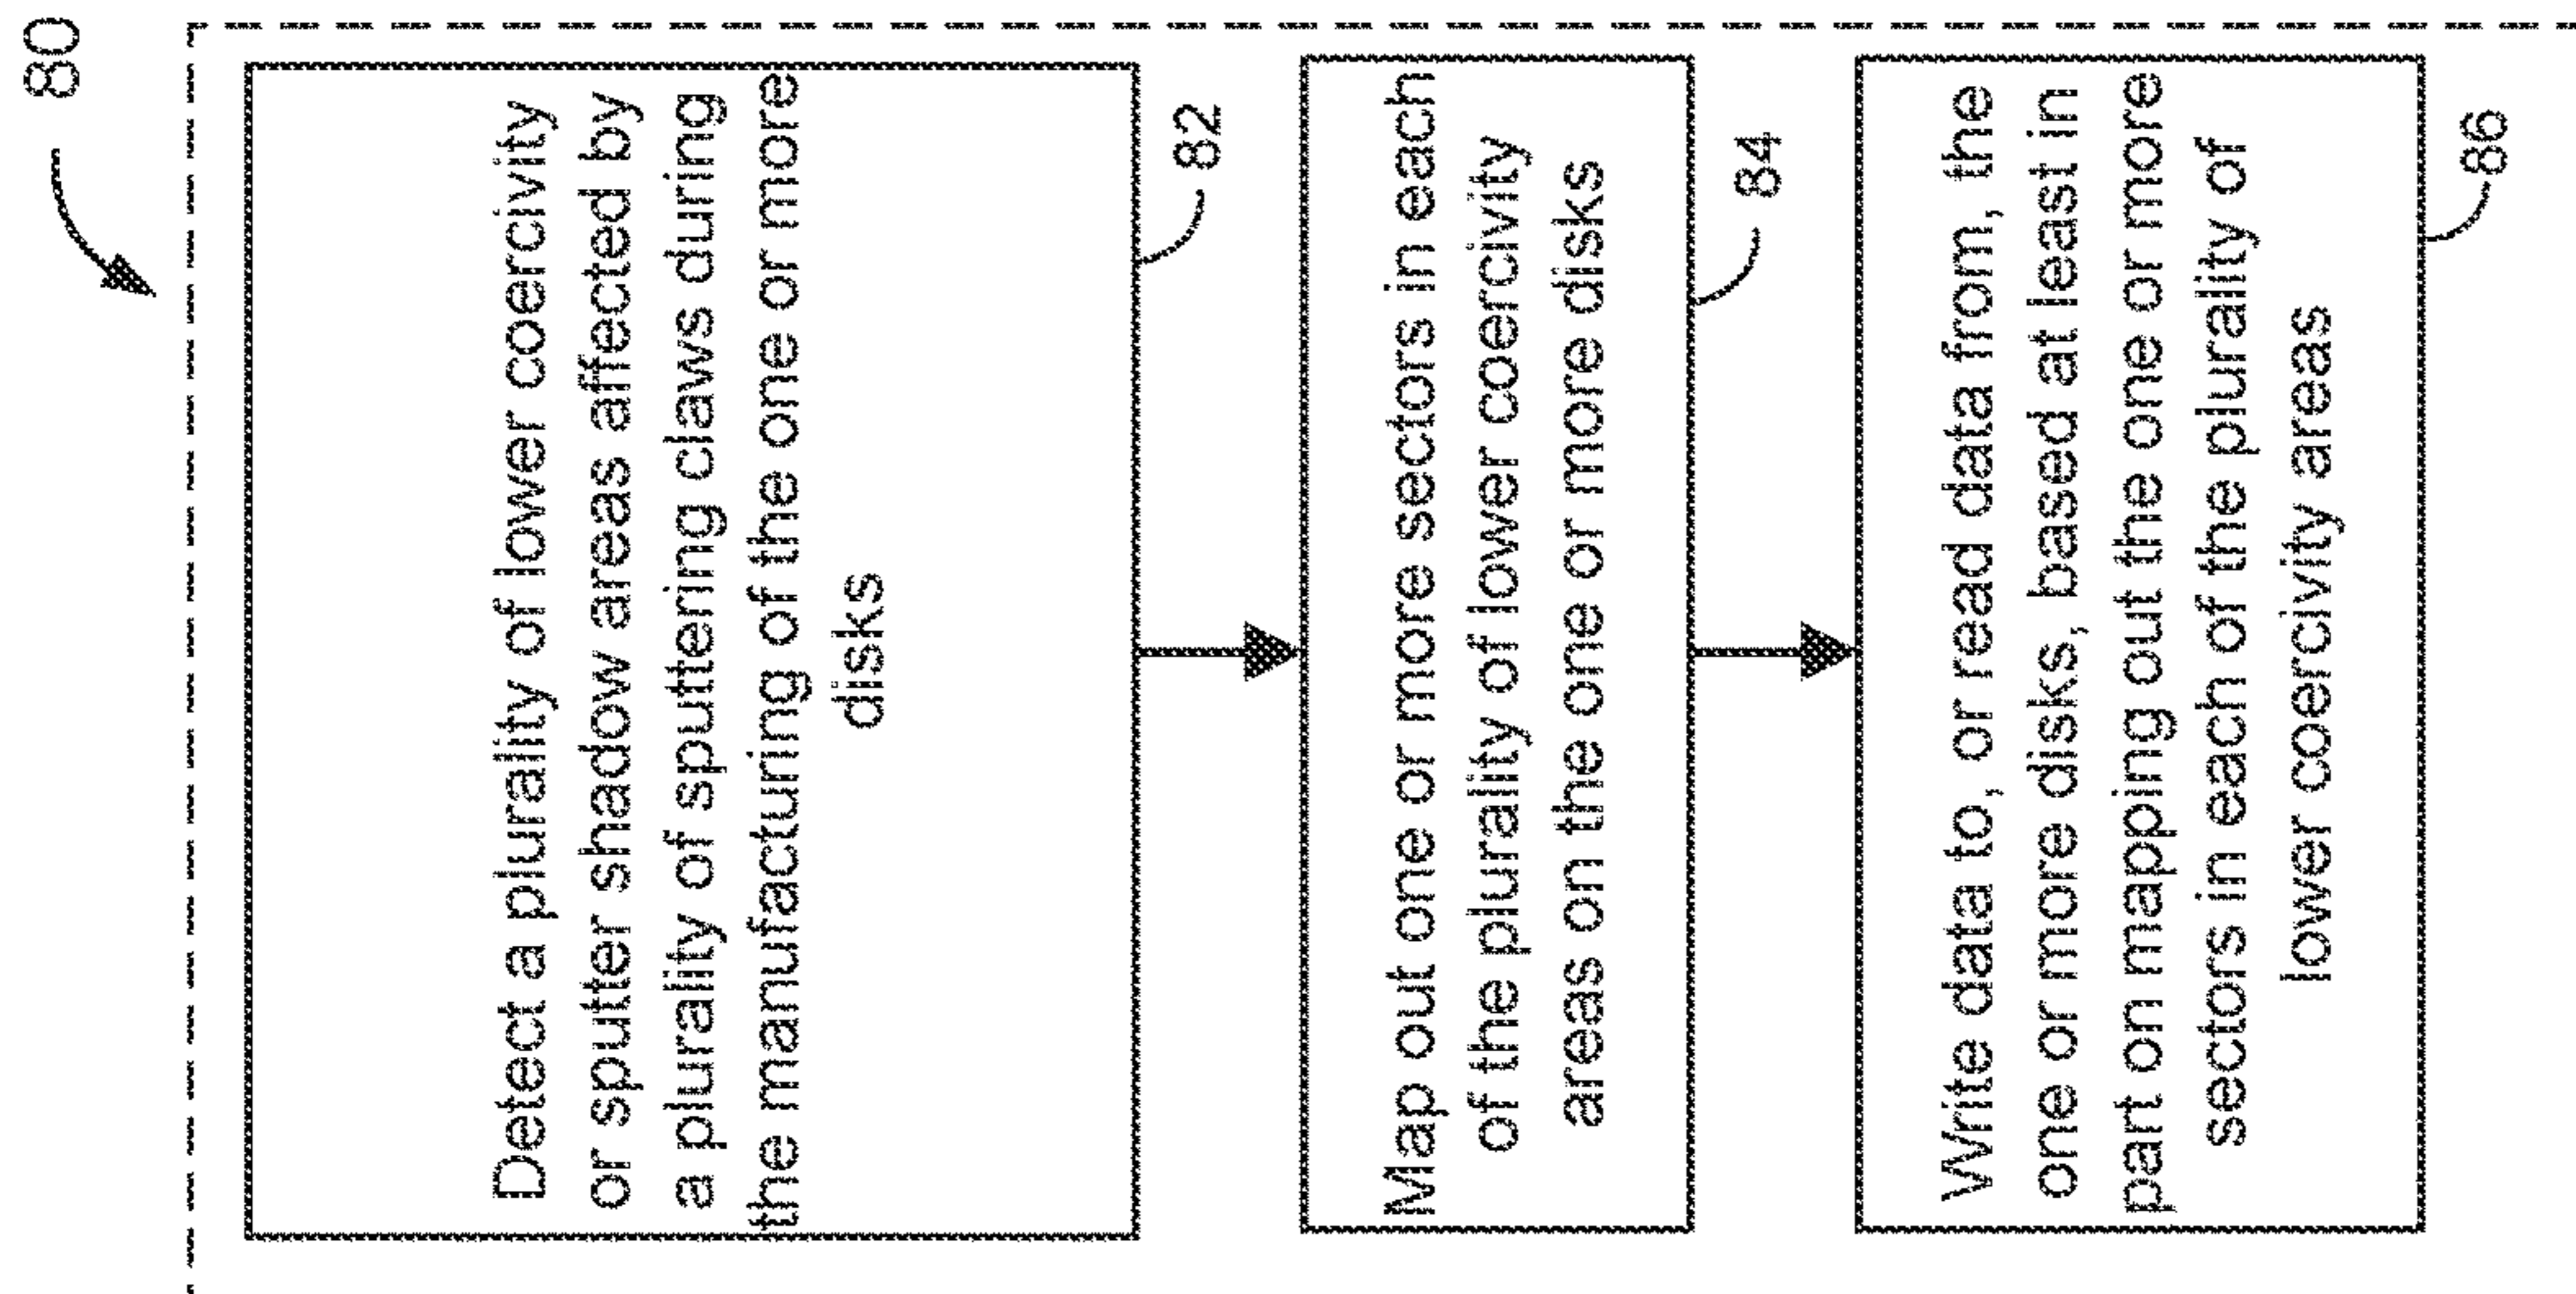 80
Detect a plurality of lower coercivity
or sputter shadow areas affected by
a plurality of sputtering claws during
the manufacturing of the one or more
disks
82
Map out one or more sectors in each
of the plurality of lower coercivity
areas on the one or more disks
84
Write data to, or read data from, the
one or more disks, based at least in
part on mapping out the one or more
sectors in each of the plurality of
lower coercivity areas
86